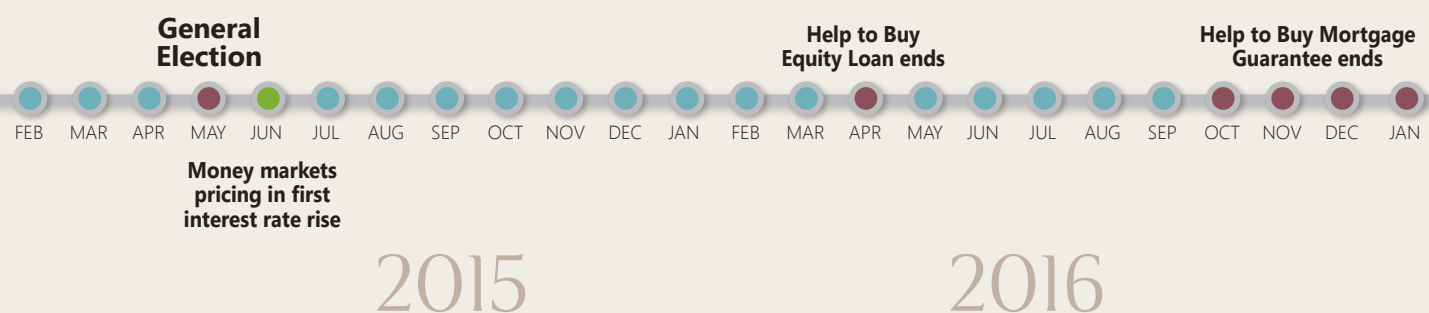 General
Election
Help to Buy
Equity Loan ends
Help to Buy Mortgage
Guarantee ends
FEB MAR APR MAY JUN JUL AUG SEP OCT NOV DEC JAN FEB MAR APR MAY JUN JUL AUG SEP OCT NOV DEC JAN
Money markets
pricing in first
interest rate rise
2015 2016